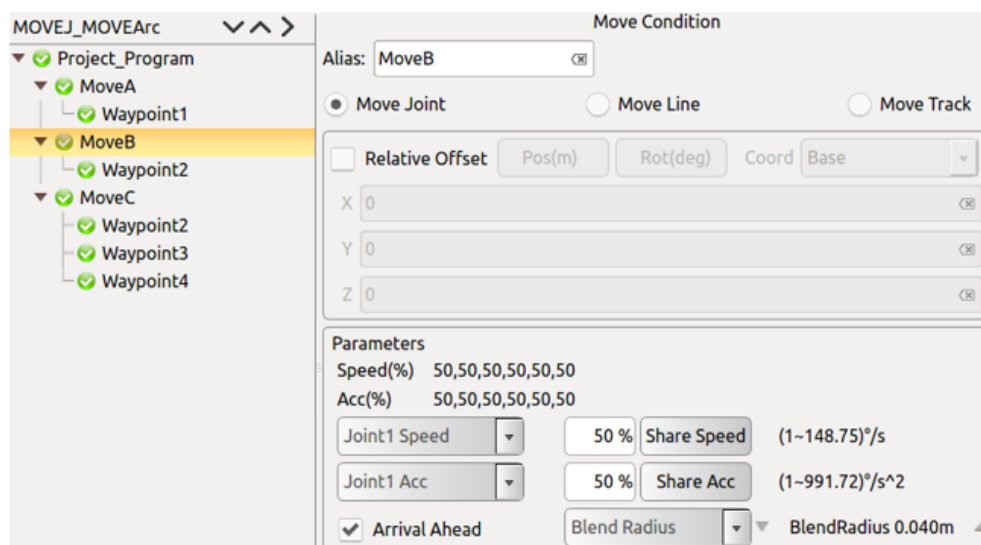 MOVEJ_MOVEArc
Project_Program
MoveA
Waypoint1
MoveB
Waypoint2
MoveC
Waypoint2
Waypoint3
Waypoint4
Move Condition
Alias: MoveB
Move Joint Move Line Move Track
Relative Offset Pos(m) Rot(deg) Coord Base
X 0
Y 0
Z 0
Parameters
Speed(%) 50,50,50,50,50,50
Acc(%) 50,50,50,50,50,50
Joint1 Speed 50 % Share Speed (1~148.75)°/s
Joint1 Acc 50 % Share Acc (1~991.72)°/s^2
Arrival Ahead Blend Radius BlendRadius 0.040m